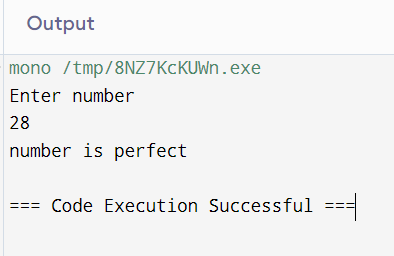 Output
mono /tmp/8NZ7KcKUWn.exe
Enter number
28
number is perfect
=== Code Execution Successful ===